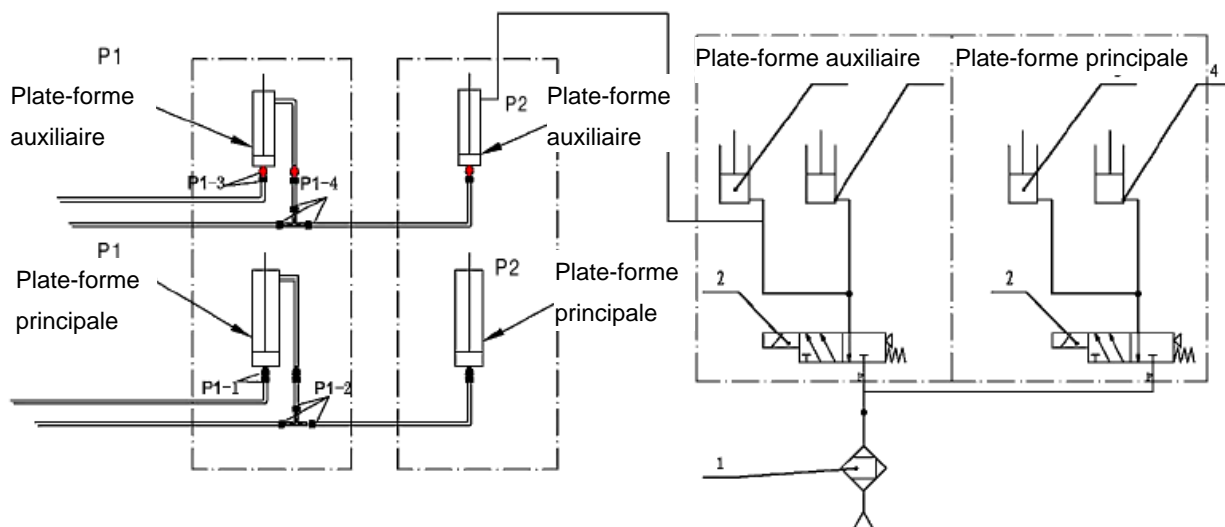 P1
Plate-forme
auxiliaire
P1-3
P1-4
P2
Plate-forme
auxiliaire
P1
Plate-forme
principale
P1-1
P1-2
P2
Plate-forme
principale
Plate-forme auxiliaire
Plate-forme principale
4
2
2
1